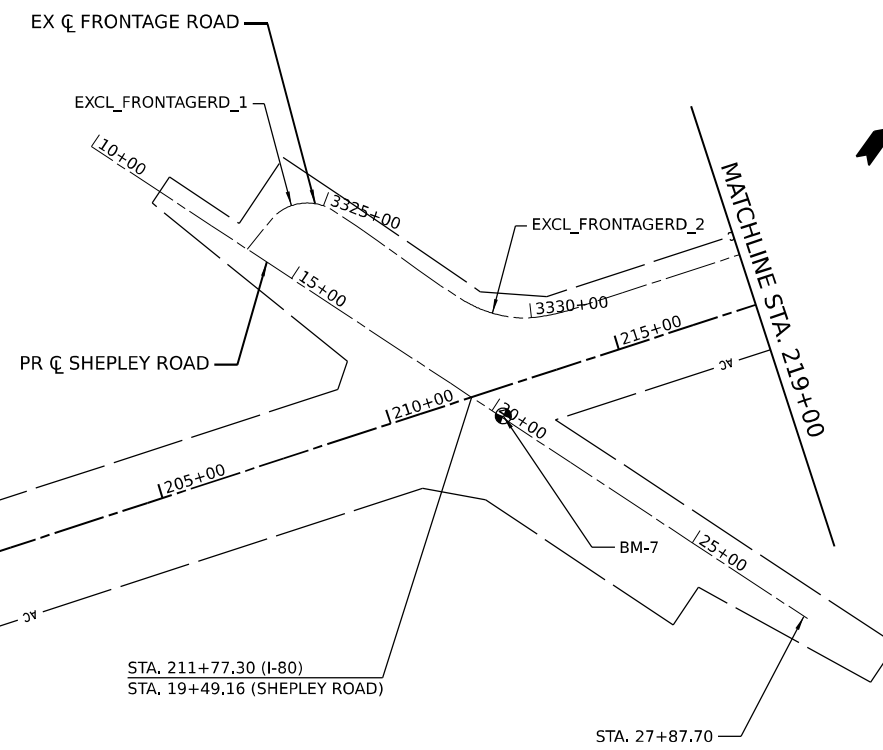 EX ℄ FRONTAGE ROAD
EXCL_FRONTAGERD_1
10+00
3325+00
EXCL_FRONTAGERD_2
MATCHLINE STA. 219+00
15+00
3330+00
215+00
PR ℄ SHEPLEY ROAD
AC
210+00
20+00
205+00
25+00
BM-7
AC
STA. 211+77.30 (I-80)
STA. 19+49.16 (SHEPLEY ROAD)
STA. 27+87.70